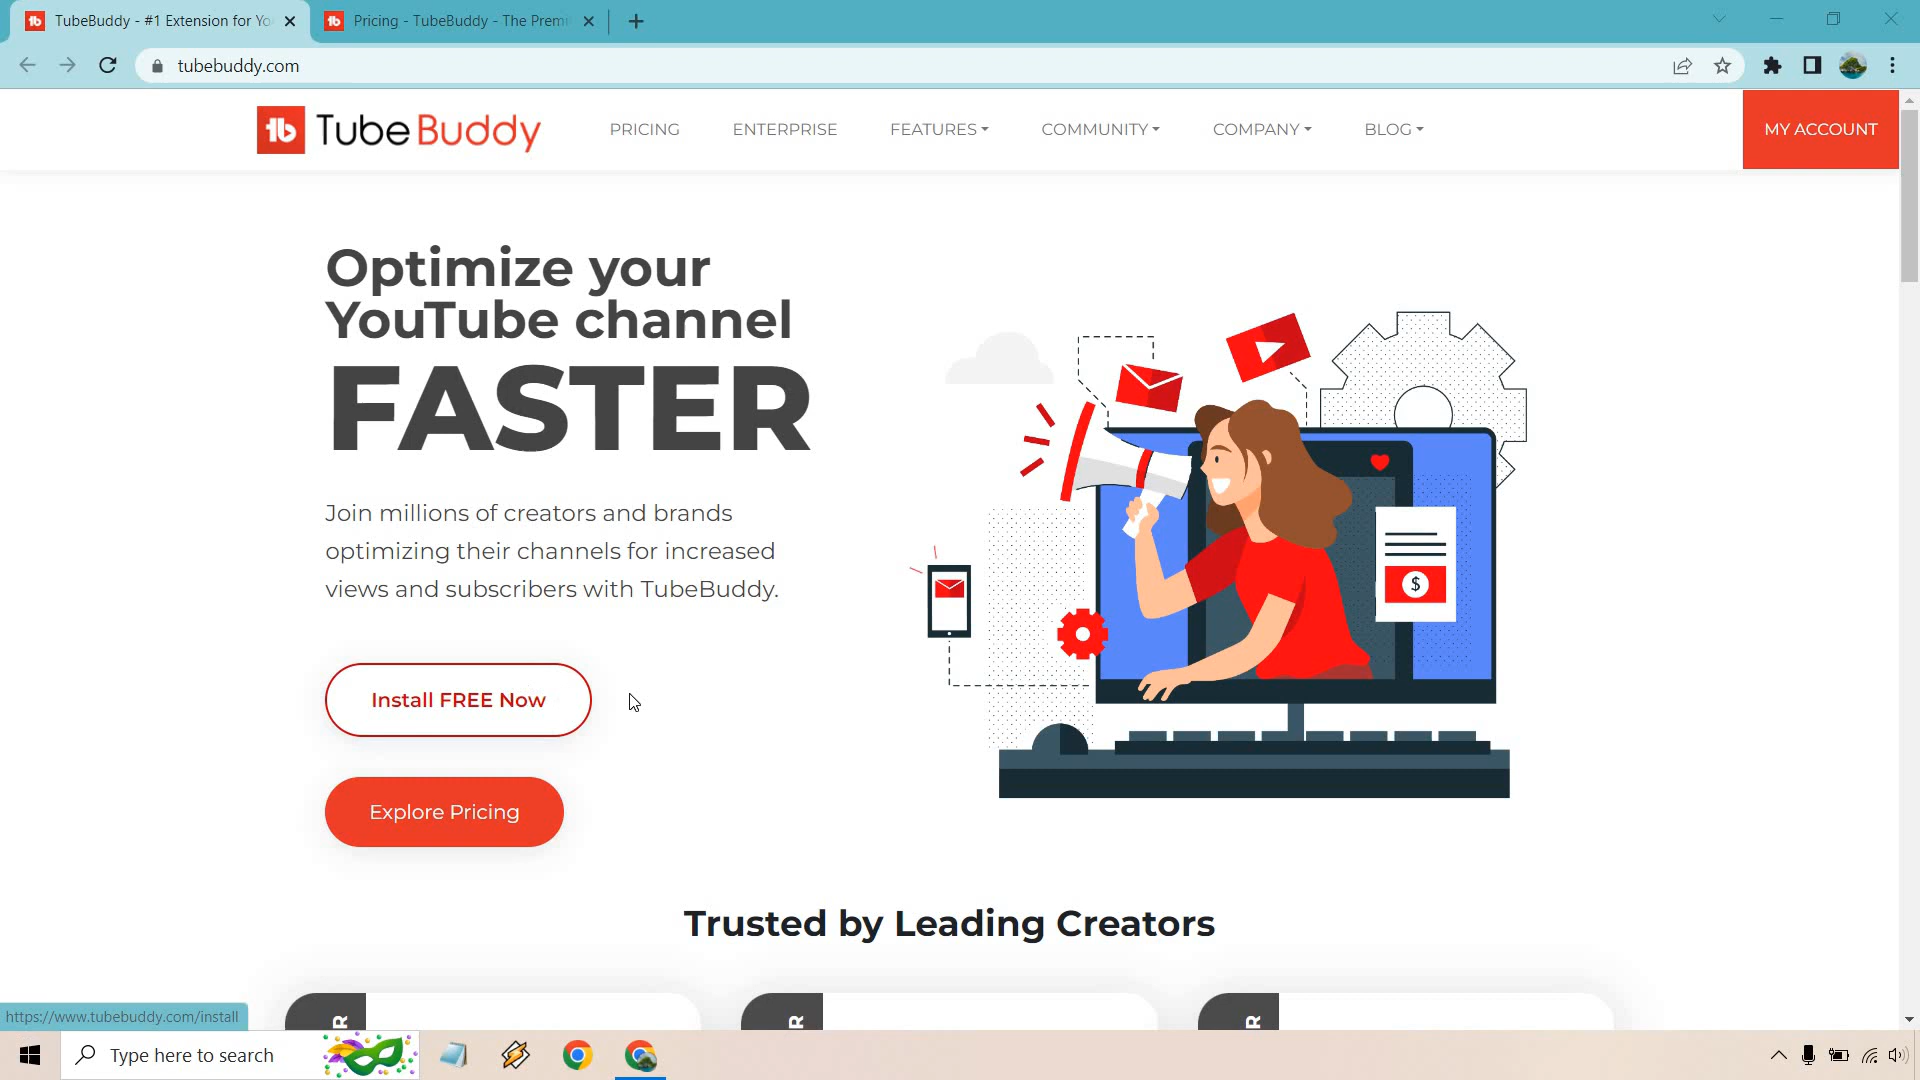 TubeBuddy - #1 Extension for Yo
Pricing - TubeBuddy - The Prem
tubebuddy.com
tb TubeBuddy
PRICING
ENTERPRISE
FEATURES
COMMUNITY
COMPANY
BLOG
MY ACCOUNT
Optimize your
YouTube channel
FASTER
Join millions of creators and brands
optimizing their channels for increased
views and subscribers with TubeBuddy.
$
Install FREE Now
Explore Pricing
Trusted by Leading Creators
R
R
R
https://www.tubebuddy.com/install
Type here to search